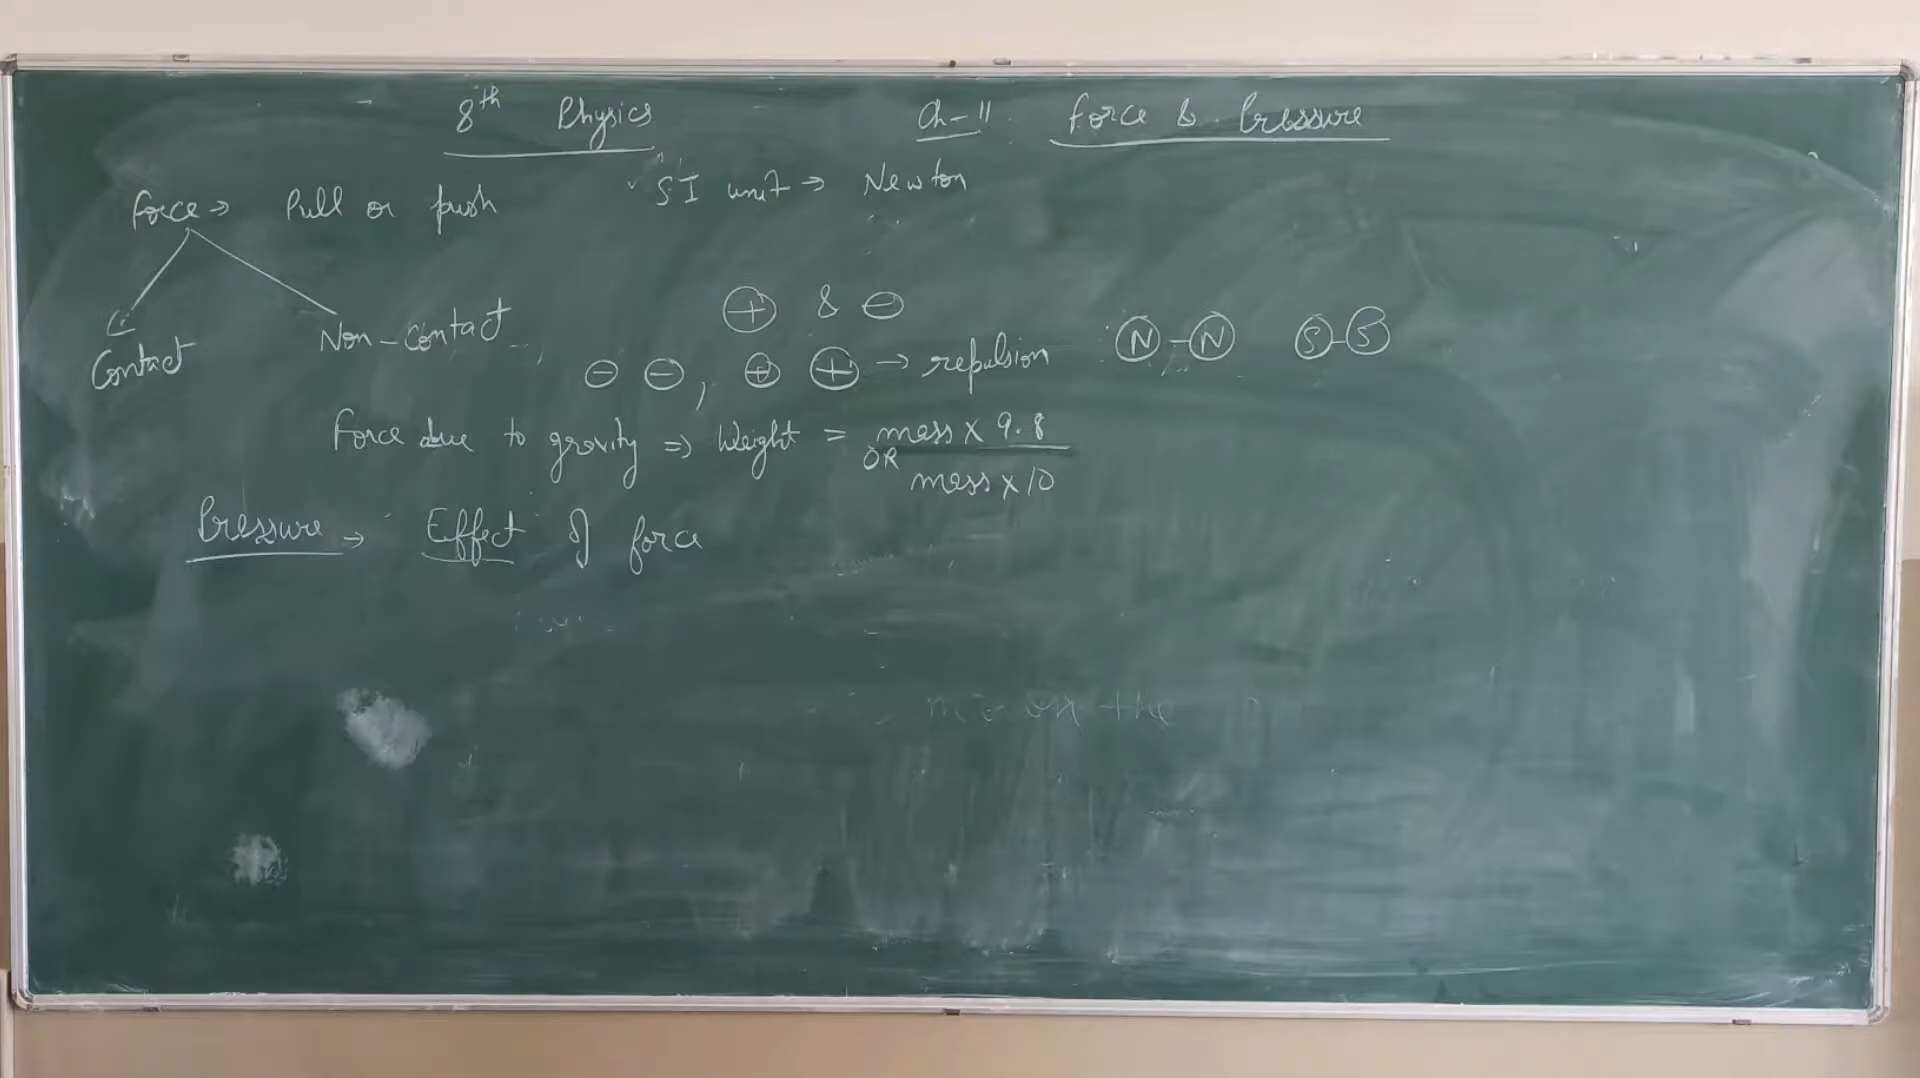 8th Physics Ch-11 Force & Pressure
Force → Pull or push SI unit → Newton
Contact Non-contact
+ & -
- - , + + → repulsion N-N S-S
Force due to gravity ⇒ Weight = mass x 9.8
OR mass x 10
Pressure → Effect of force